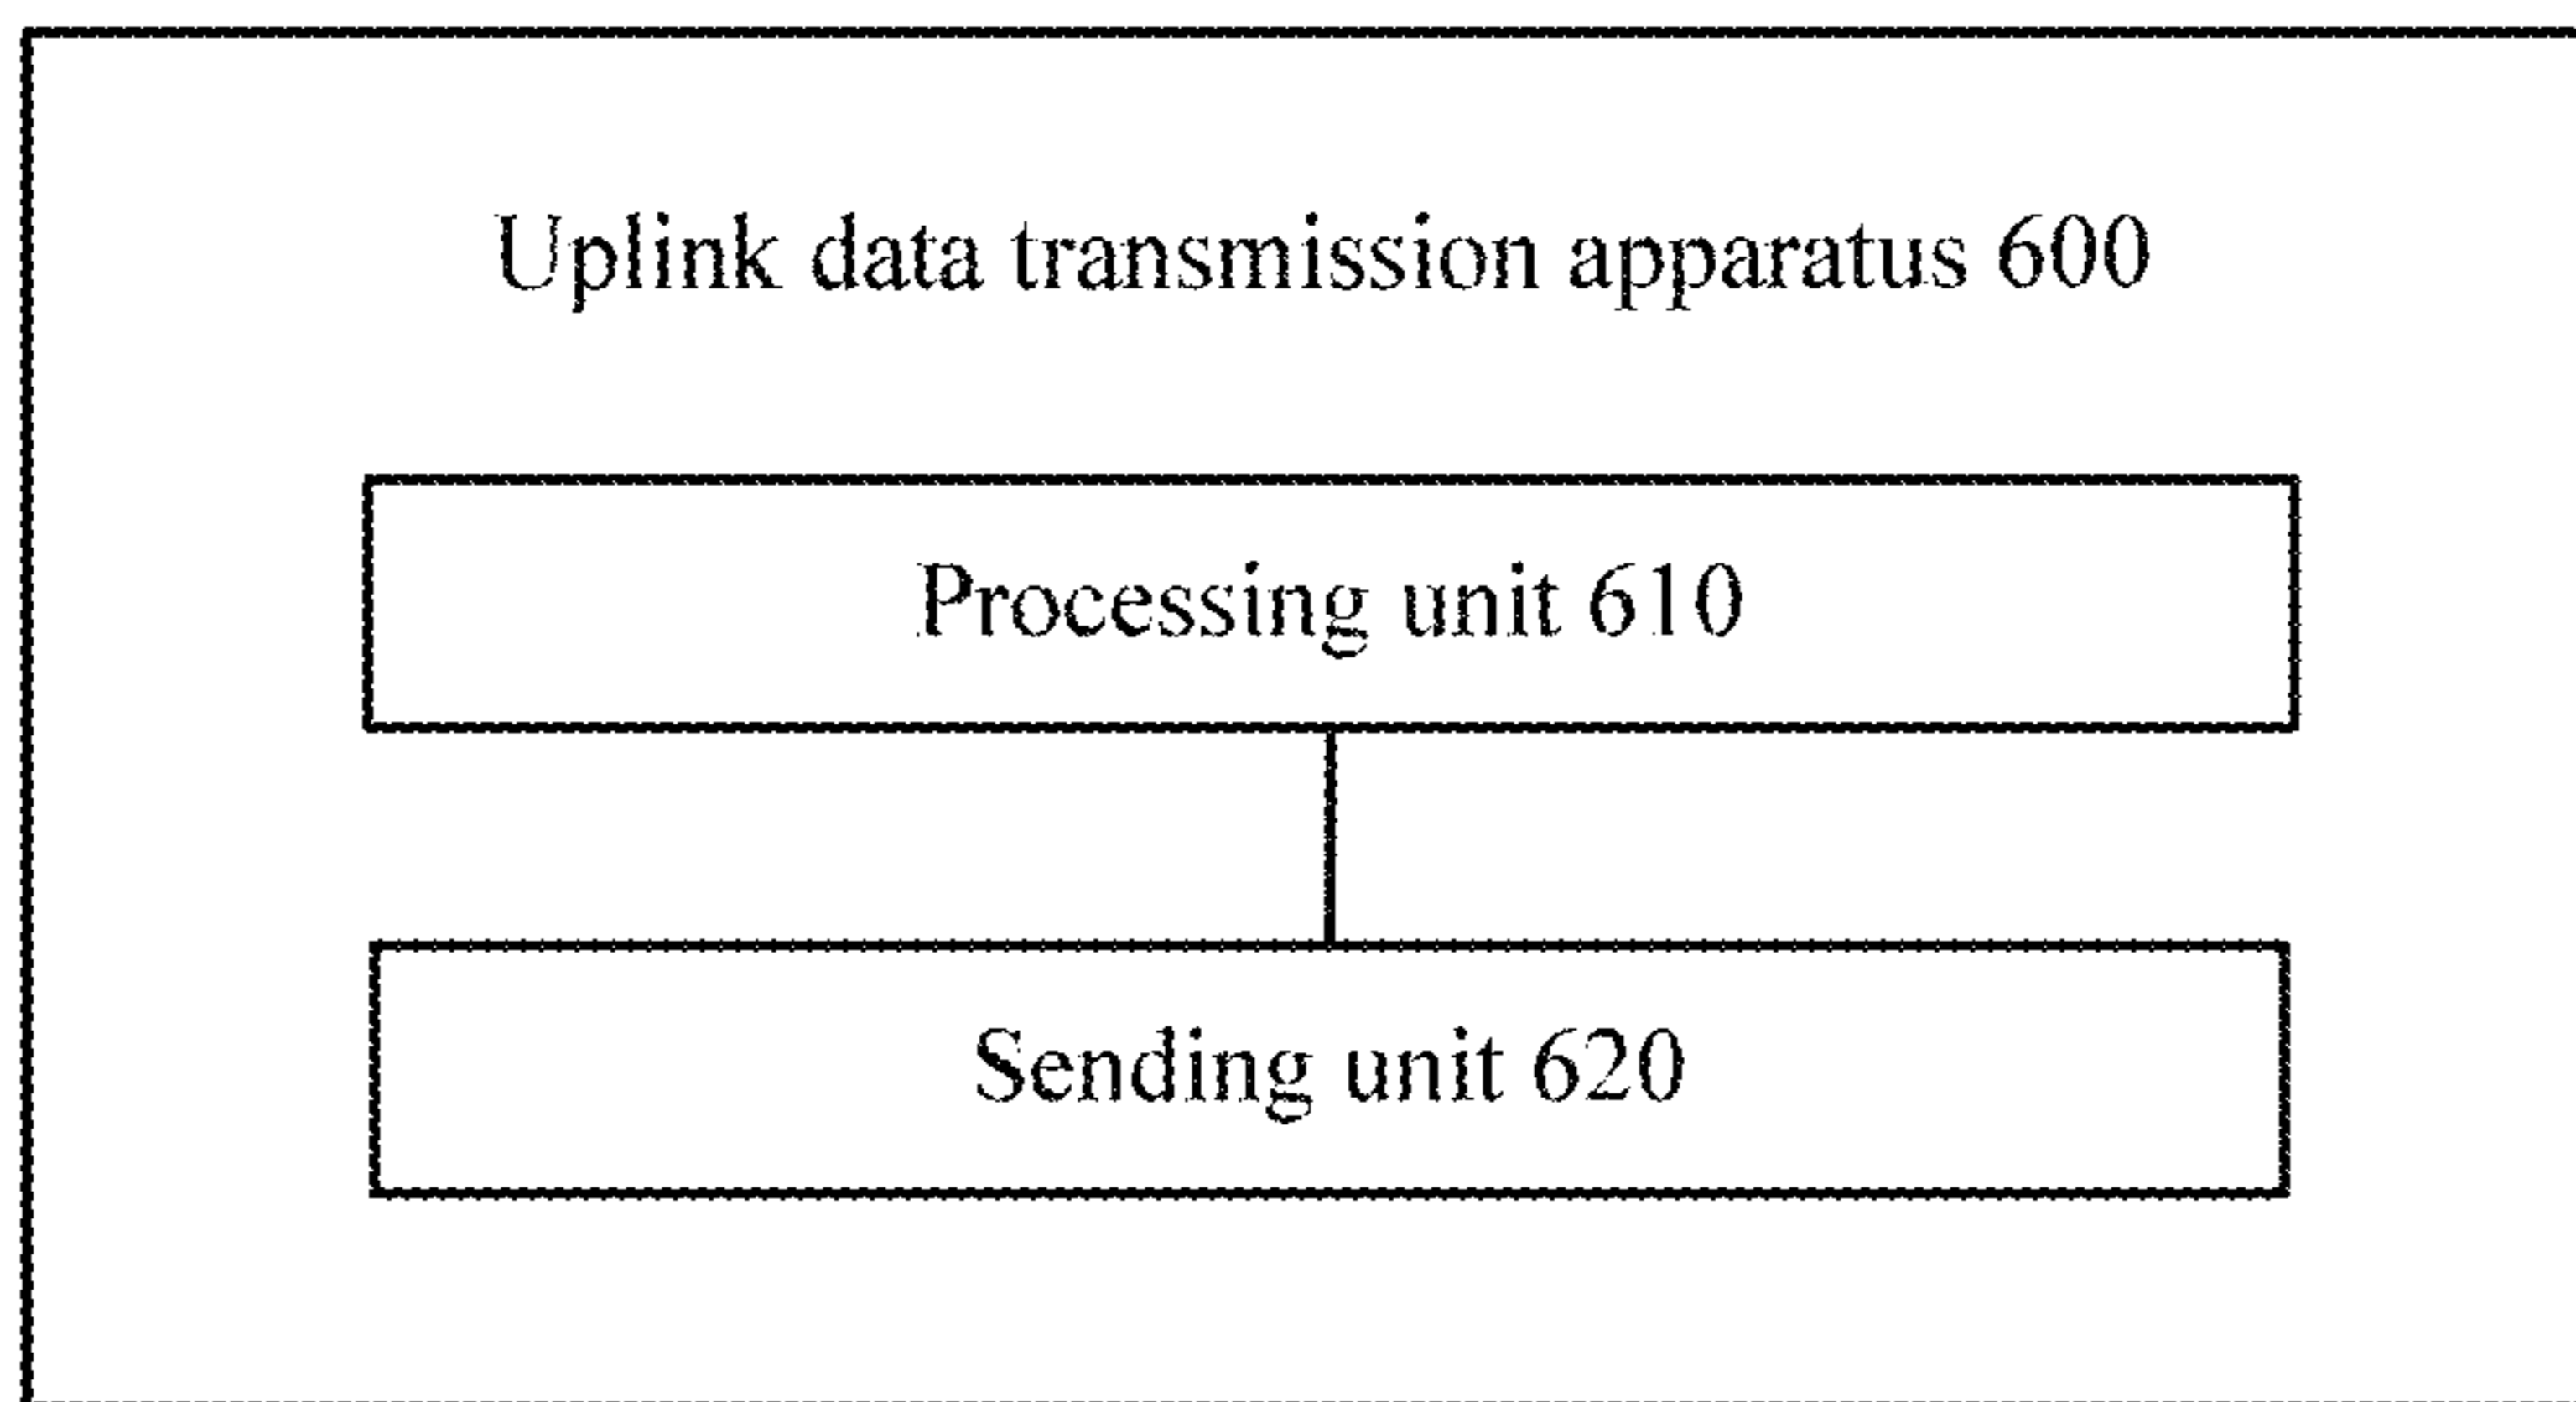 Uplink data transmission apparatus 600
Processing unit 610
Sending unit 620